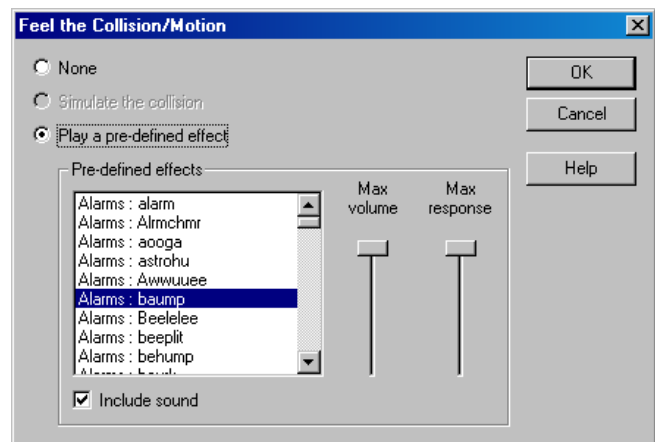 Feel the Collision/Motion
None
Simulate the collision
Play a pre-defined effect
OK
Cancel
Help
Pre-defined effects
Max volume
Max response
Alarms : alarm
Alarms : Alrmchmr
Alarms : aooga
Alarms : astrohu
Alarms : Awwuuee
Alarms : baump
Alarms : Beelelee
Alarms : beeplit
Alarms : behump
Include sound